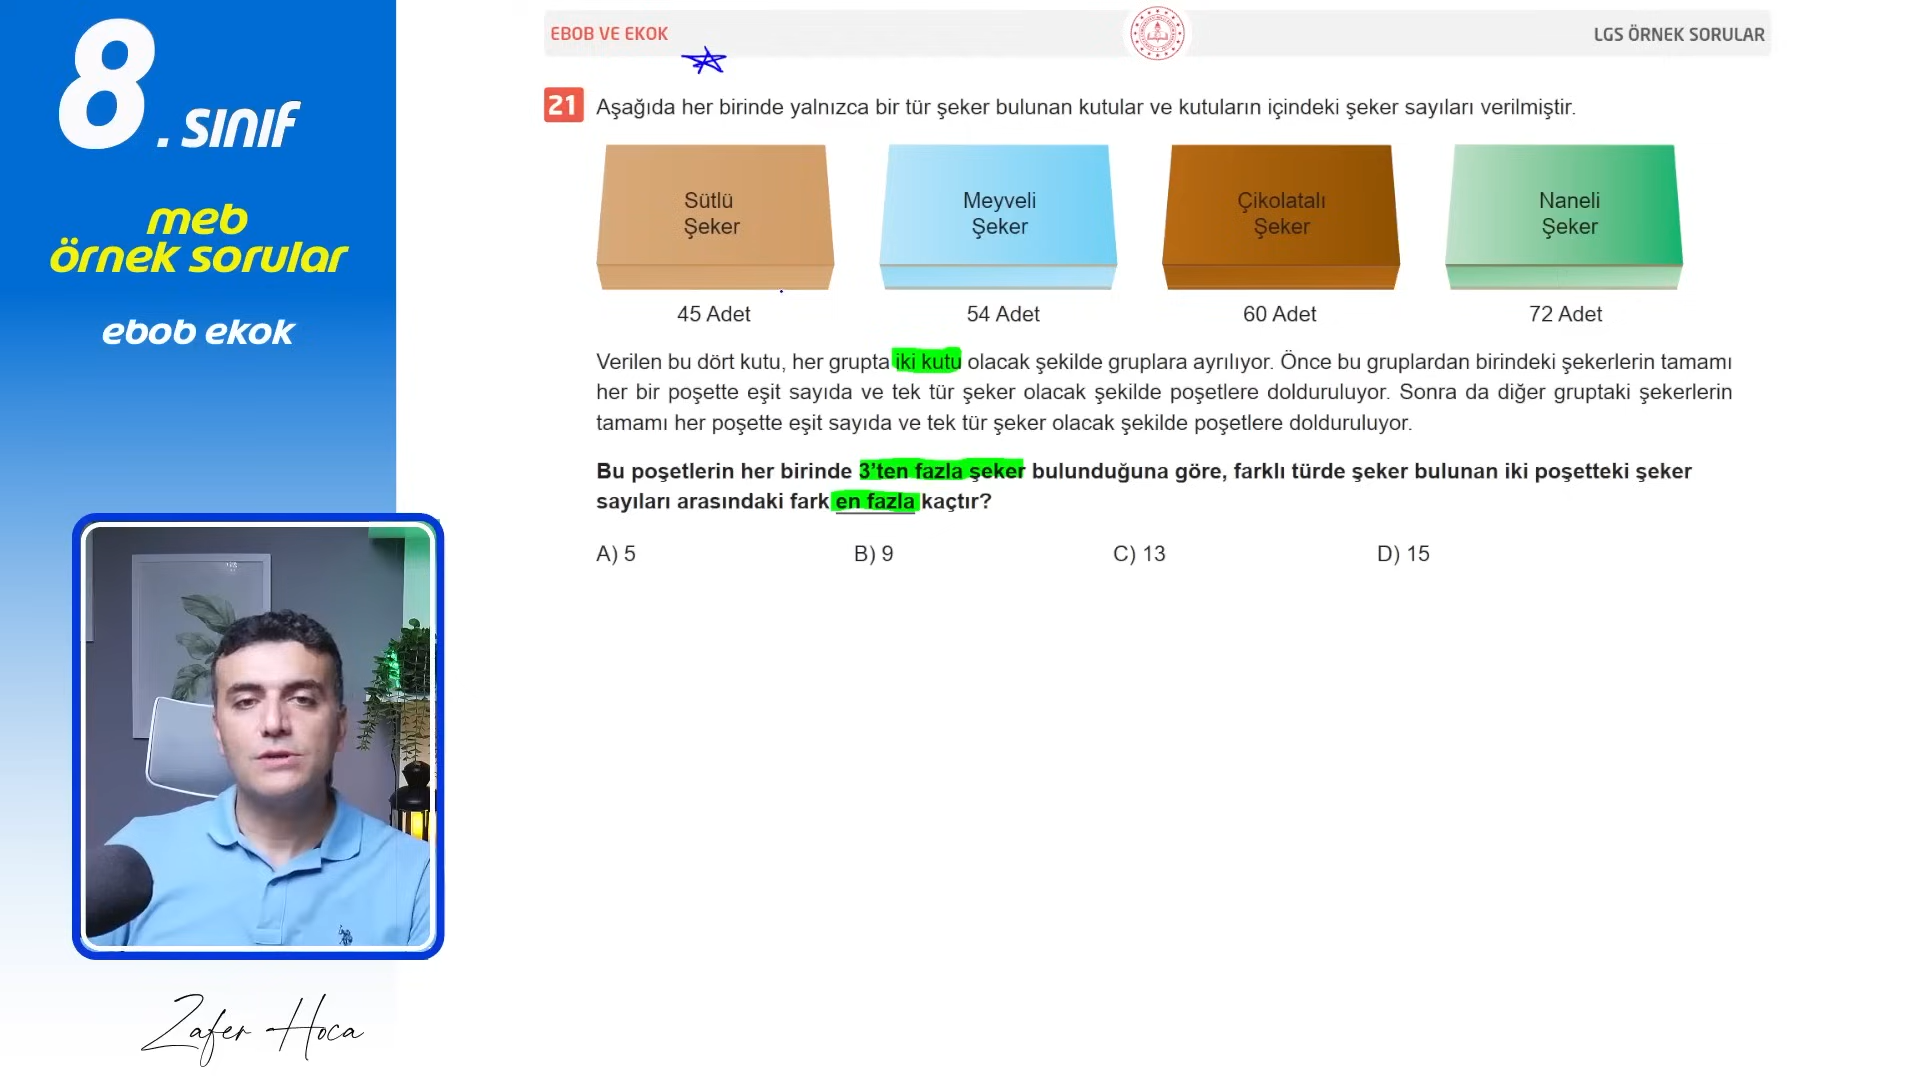 8. SINIF
meb
örnek sorular
ebob ekok
Zafer Hoca
EBOB VE EKOK
LGS ÖRNEK SORULAR
21 Aşağıda her birinde yalnızca bir tür şeker bulunan kutular ve kutuların içindeki şeker sayıları verilmiştir.
Sütlü
Şeker
Meyveli
Şeker
Çikolatalı
Şeker
Naneli
Şeker
45 Adet
54 Adet
60 Adet
72 Adet
Verilen bu dört kutu, her grupta iki kutu olacak şekilde gruplara ayrılıyor. Önce bu gruplardan birindeki şekerlerin tamamı
her bir poşette eşit sayıda ve tek tür şeker olacak şekilde poşetlere dolduruluyor. Sonra da diğer gruptaki şekerlerin
tamamı her poşette eşit sayıda ve tek tür şeker olacak şekilde poşetlere dolduruluyor.
Bu poşetlerin her birinde 3’ten fazla şeker bulunduğuna göre, farklı türde şeker bulunan iki poşetteki şeker
sayıları arasındaki fark en fazla kaçtır?
A) 5
B) 9
C) 13
D) 15